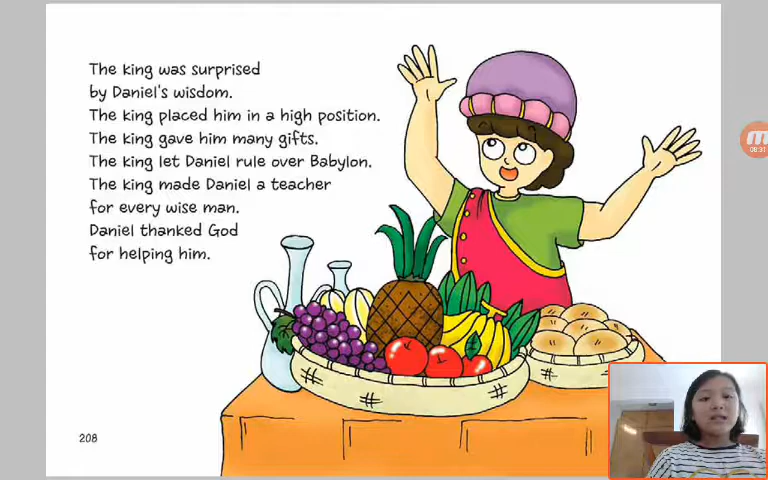 The king was surprised
by Daniel's wisdom.
The king placed him in a high position.
The king gave him many gifts.
The king let Daniel rule over Babylon.
The king made Daniel a teacher
for every wise man.
Daniel thanked God
for helping him.
208
08:31